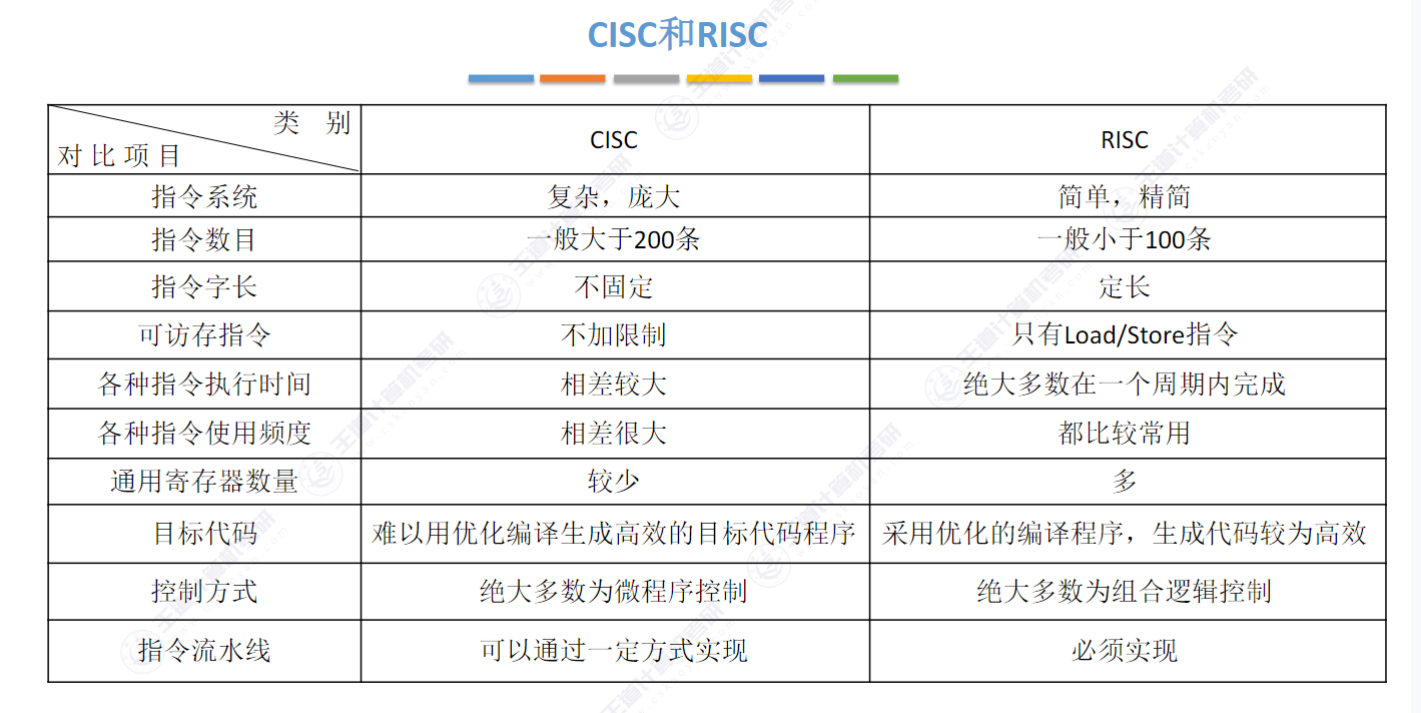 CISC和RISC
类 别
对比项目
CISC
RISC
指令系统
复杂，庞大
简单，精简
指令数目
一般大于200条
一般小于100条
指令字长
不固定
定长
可访存指令
不加限制
只有Load/Store指令
各种指令执行时间
相差较大
绝大多数在一个周期内完成
各种指令使用频度
相差很大
都比较常用
通用寄存器数量
较少
多
目标代码
难以用优化编译生成高效的目标代码程序
采用优化的编译程序，生成代码较为高效
控制方式
绝大多数为微程序控制
绝大多数为组合逻辑控制
指令流水线
可以通过一定方式实现
必须实现
王道计算机考研